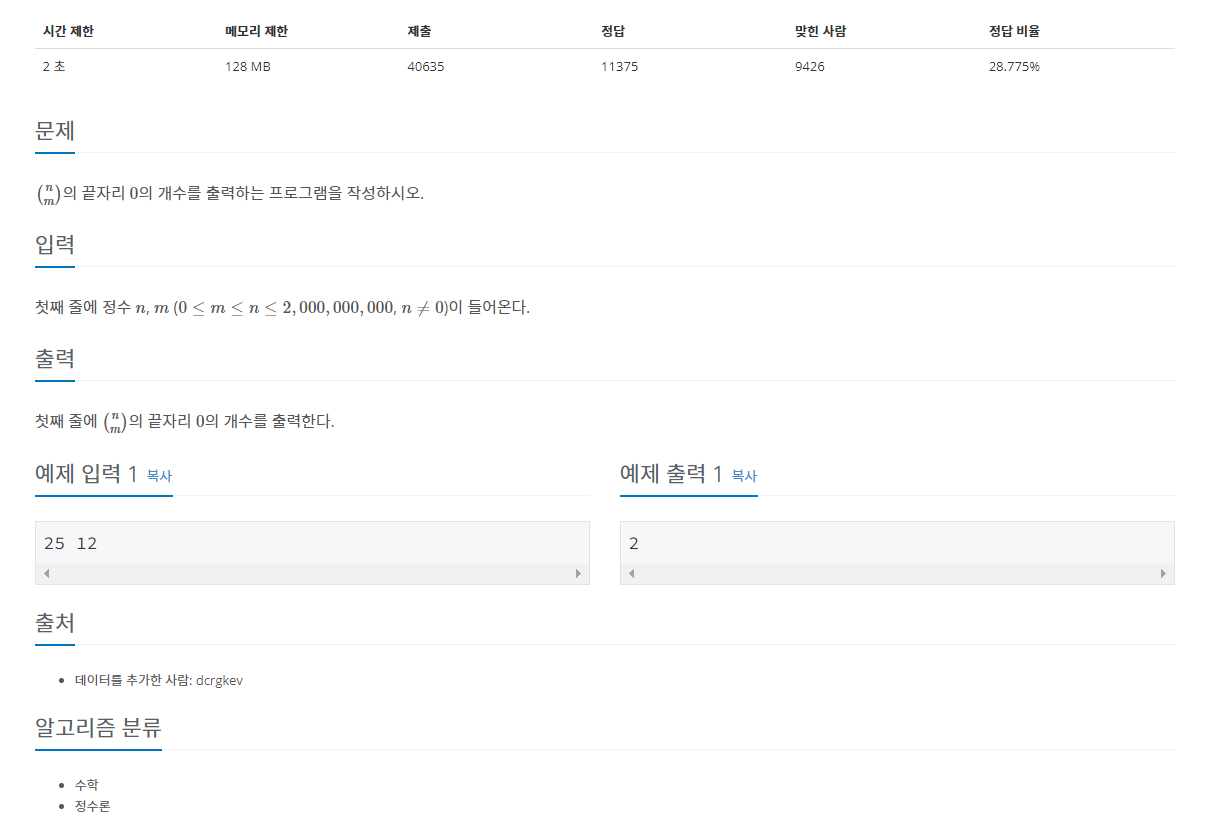 시간 제한 메모리 제한 제출 정답 맞힌 사람 정답 비율
2 초 128 MB 40635 11375 9426 28.775%
문제
$\binom{n}{m}$의 끝자리 0의 개수를 출력하는 프로그램을 작성하시오.
입력
첫째 줄에 정수 n, m (0 ≤ m ≤ n ≤ 2,000,000,000, n ≠ 0)이 들어온다.
출력
첫째 줄에 $\binom{n}{m}$의 끝자리 0의 개수를 출력한다.
예제 입력 1 복사
25 12
예제 출력 1 복사
2
출처
데이터를 추가한 사람: dcrgkev
알고리즘 분류
수학
정수론